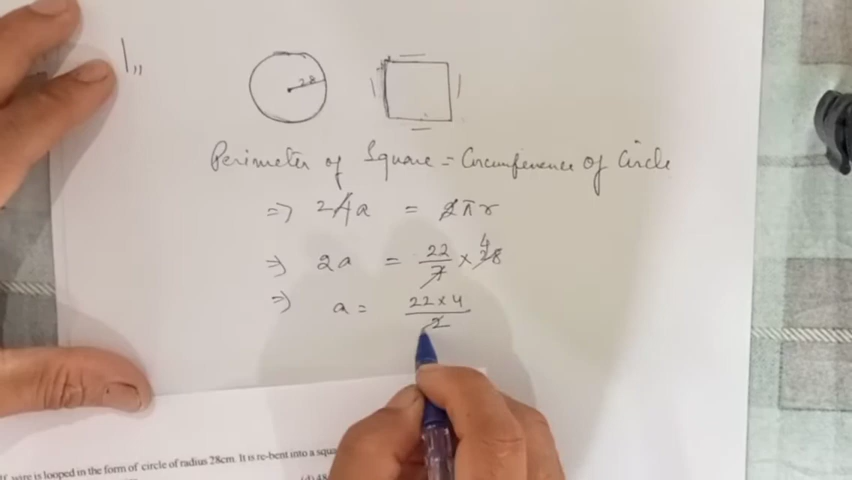 1,,
28
Perimeter of Square = Circumference of Circle
=> 2 4a = 2πr
=> 2a = 22/7 × 28 4
=> a = 22×4/2
wire is looped in the form of circle of radius 28cm. It is re-bent into a squa
(d) 48